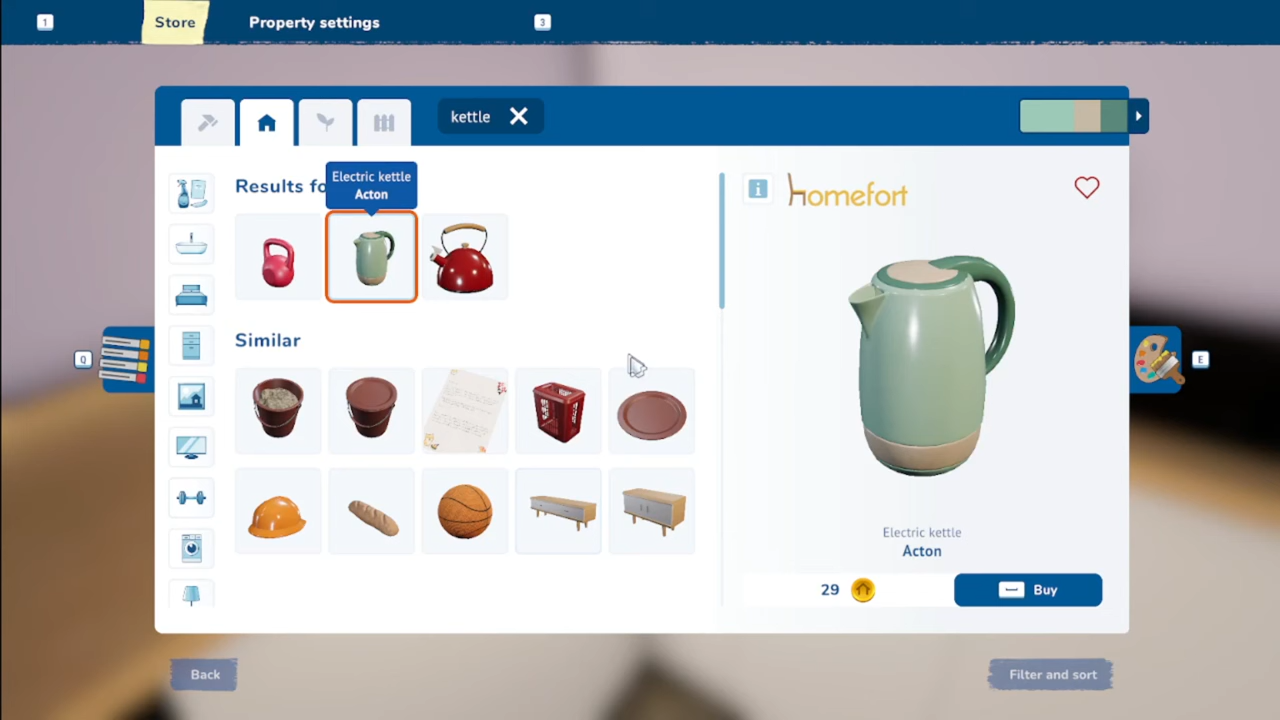 1
Store
Property settings
3
kettle
Results fo
Electric kettle
Acton
homefort
Similar
Q
E
Electric kettle
Acton
29
Buy
Back
Filter and sort